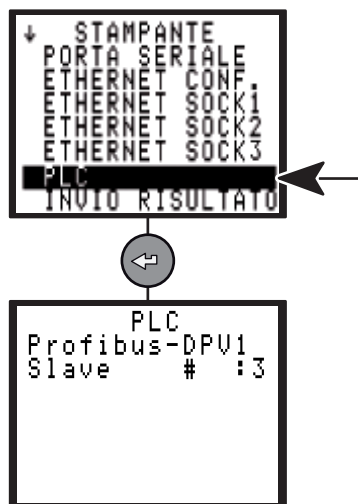 ↓ STAMPANTE
PORTA SERIALE
ETHERNET CONF.
ETHERNET SOCK1
ETHERNET SOCK2
ETHERNET SOCK3
PLC
INVIO RISULTATO
PLC
Profibus-DPV1
Slave # :3